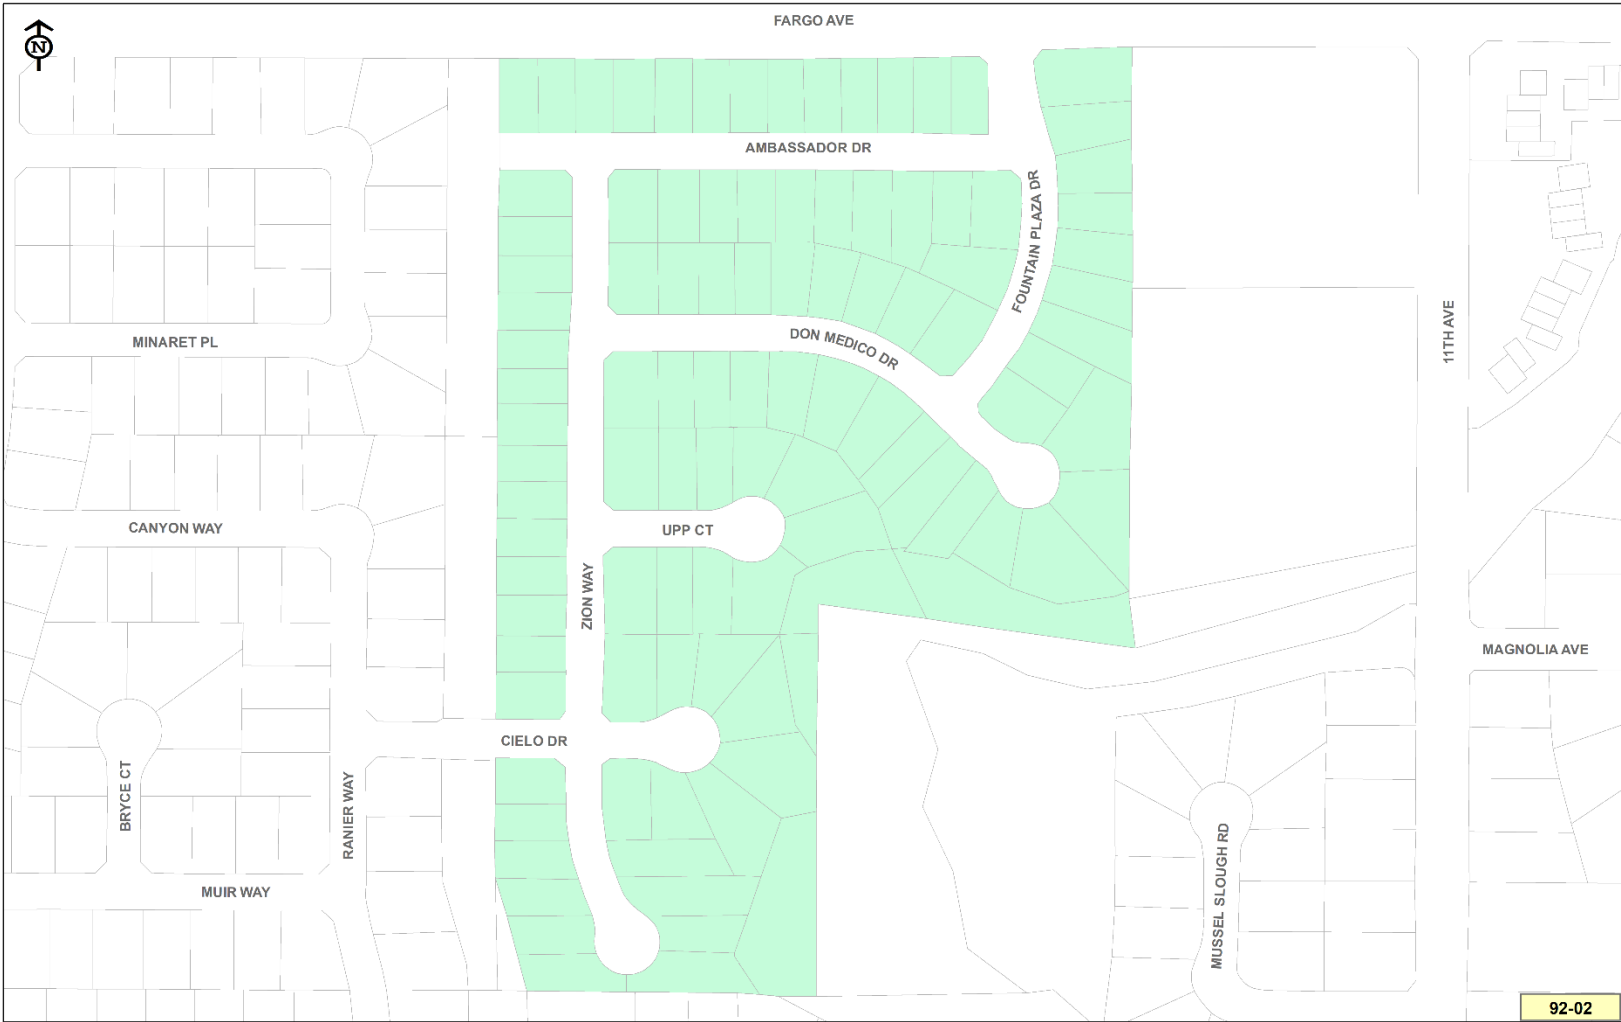 FARGO AVE
N
AMBASSADOR DR
FOUNTAIN PLAZA DR
MINARET PL
DON MEDICO DR
11TH AVE
CANYON WAY
UPP CT
ZION WAY
MAGNOLIA AVE
CIELO DR
BRYCE CT
RANIER WAY
MUSSEL SLOUGH RD
MUIR WAY
92-02